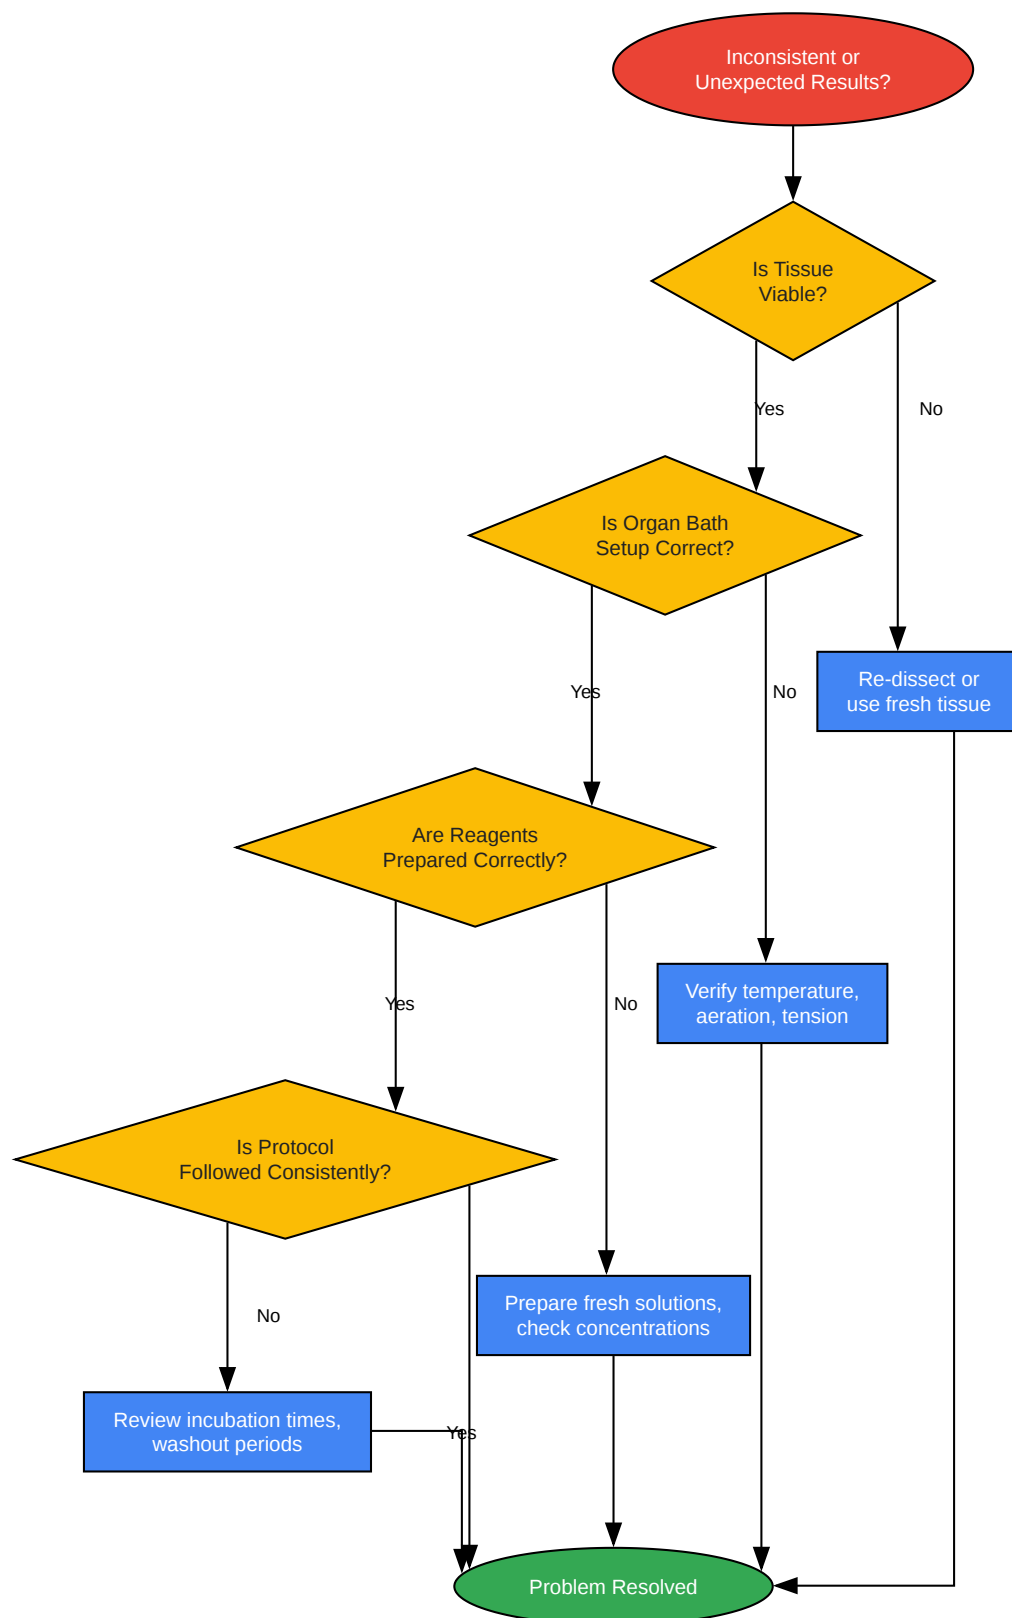 Inconsistent or
Unexpected Results?
Is Tissue
Viable?
Yes
No
Is Organ Bath
Setup Correct?
Re-dissect or
use fresh tissue
Yes
No
Are Reagents
Prepared Correctly?
Verify temperature,
aeration, tension
Yes
No
Is Protocol
Followed Consistently?
Prepare fresh solutions,
check concentrations
No
Review incubation times,
washout periods
Yes
Problem Resolved